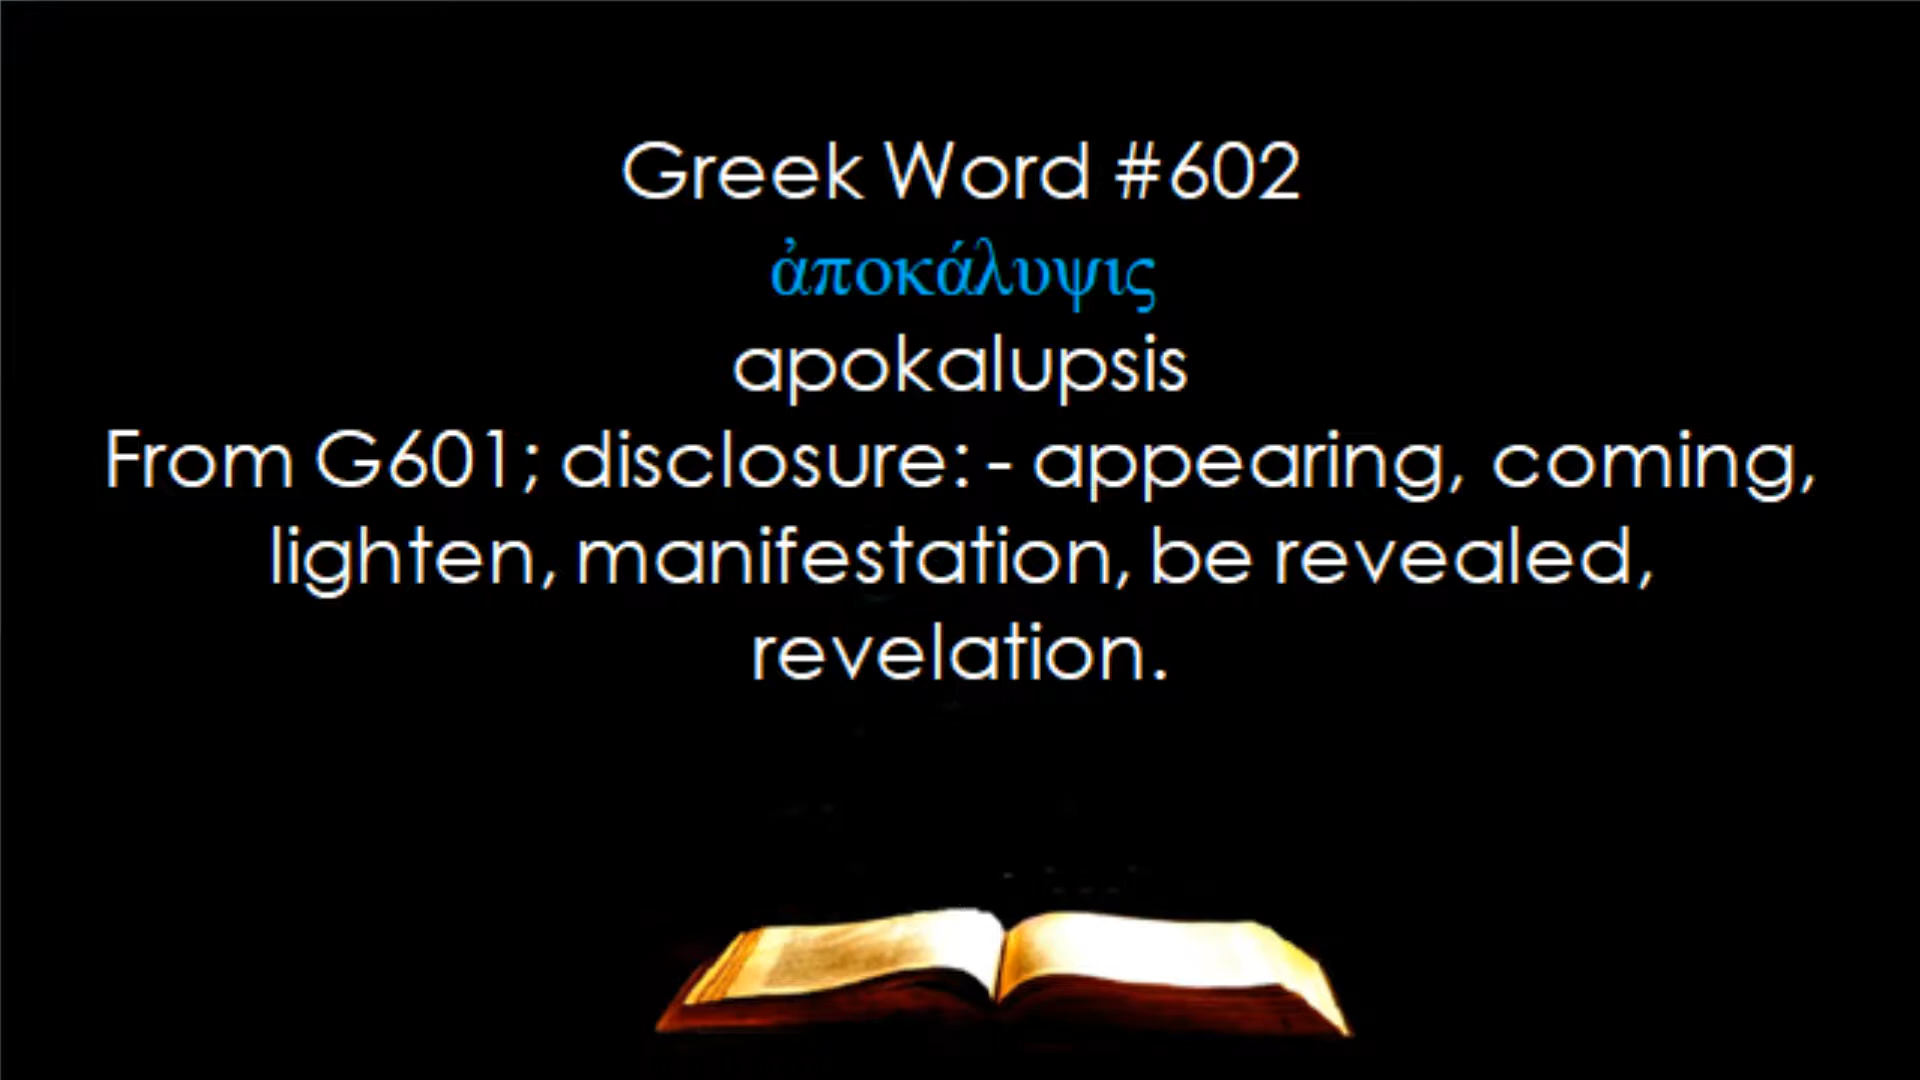 Greek Word #602
ἀποκάλυψις
apokalupsis
From G601; disclosure: - appearing, coming,
lighten, manifestation, be revealed,
revelation.